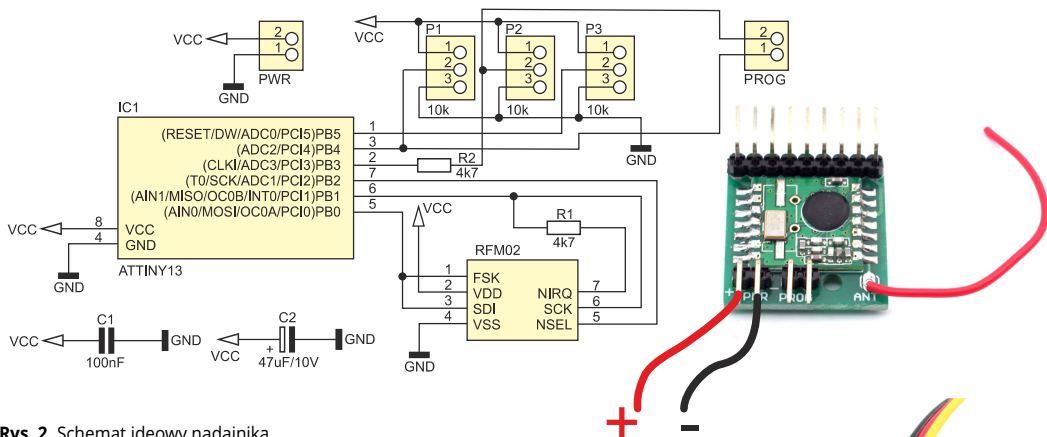 VCC
2
1
PWR
GND
VCC
P1
1
2
3
10k
P2
1
2
3
10k
P3
1
2
3
10k
GND
2
1
PROG
IC1
(RESET/DW/ADC0/PCI5)PB5
1
(ADC2/PCI4)PB4
3
(CLKI/ADC3/PCI3)PB3
2
(T0/SCK/ADC1/PCI2)PB2
7
(AIN1/MISO/OC0B/INT0/PCI1)PB1
6
(AIN0/MOSI/OC0A/PCI0)PB0
5
VCC
8
VCC
4
GND
GND
ATTINY13
R2
4k7
VCC
R1
4k7
RFM02
1
FSK
2
VDD
3
SDI
4
VSS
NIRQ
7
SCK
6
NSEL
5
GND
VCC
C1
100nF
GND
VCC
C2
+
47uF/10V
GND
+
PWR
-
PROG
ANT
+
-
Rys. 2. Schemat ideowy nadajnika